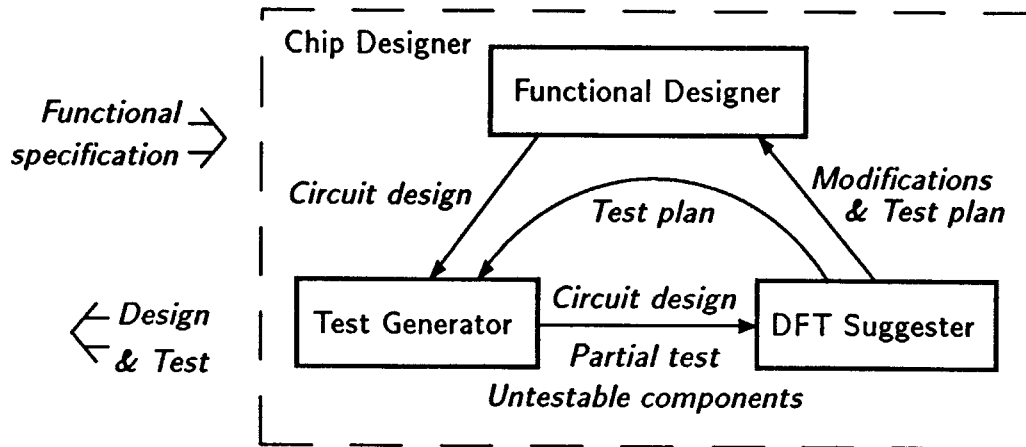 Chip Designer
Functional Designer
Functional
specification
Circuit design
Test plan
Modifications
& Test plan
Design
& Test
Test Generator
Circuit design
Partial test
Untestable components
DFT Suggester